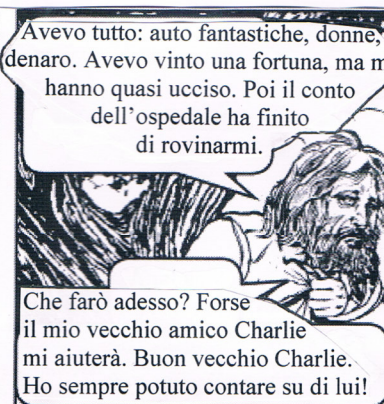 Avevo tutto: auto fantastiche, donne,
denaro. Avevo vinto una fortuna, ma m
hanno quasi ucciso. Poi il conto
dell'ospedale ha finito
di rovinarmi.
Che farò adesso? Forse
il mio vecchio amico Charlie
mi aiuterà. Buon vecchio Charlie.
Ho sempre potuto contare su di lui!